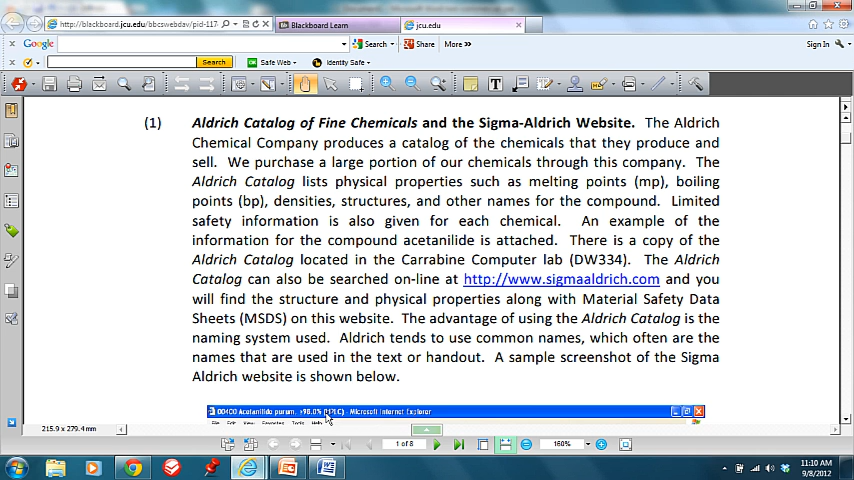 http://blackboard.jcu.edu/bbcswebdav/pid-117
Blackboard Learn
jcu.edu
Google
Search
Share
More »
Sign In
Search
Safe Web
Identity Safe
(1) Aldrich Catalog of Fine Chemicals and the Sigma-Aldrich Website. The Aldrich
Chemical Company produces a catalog of the chemicals that they produce and
sell. We purchase a large portion of our chemicals through this company. The
Aldrich Catalog lists physical properties such as melting points (mp), boiling
points (bp), densities, structures, and other names for the compound. Limited
safety information is also given for each chemical. An example of the
information for the compound acetanilide is attached. There is a copy of the
Aldrich Catalog located in the Carrabine Computer lab (DW334). The Aldrich
Catalog can also be searched on-line at http://www.sigmaaldrich.com and you
will find the structure and physical properties along with Material Safety Data
Sheets (MSDS) on this website. The advantage of using the Aldrich Catalog is the
naming system used. Aldrich tends to use common names, which often are the
names that are used in the text or handout. A sample screenshot of the Sigma
Aldrich website is shown below.
00400 Acetanilide purum, >98.0% (HPLC) - Microsoft Internet Explorer
File Edit View Favorites Tools Help
215.9 x 279.4 mm
1 of 8
160%
11:10 AM
9/8/2012